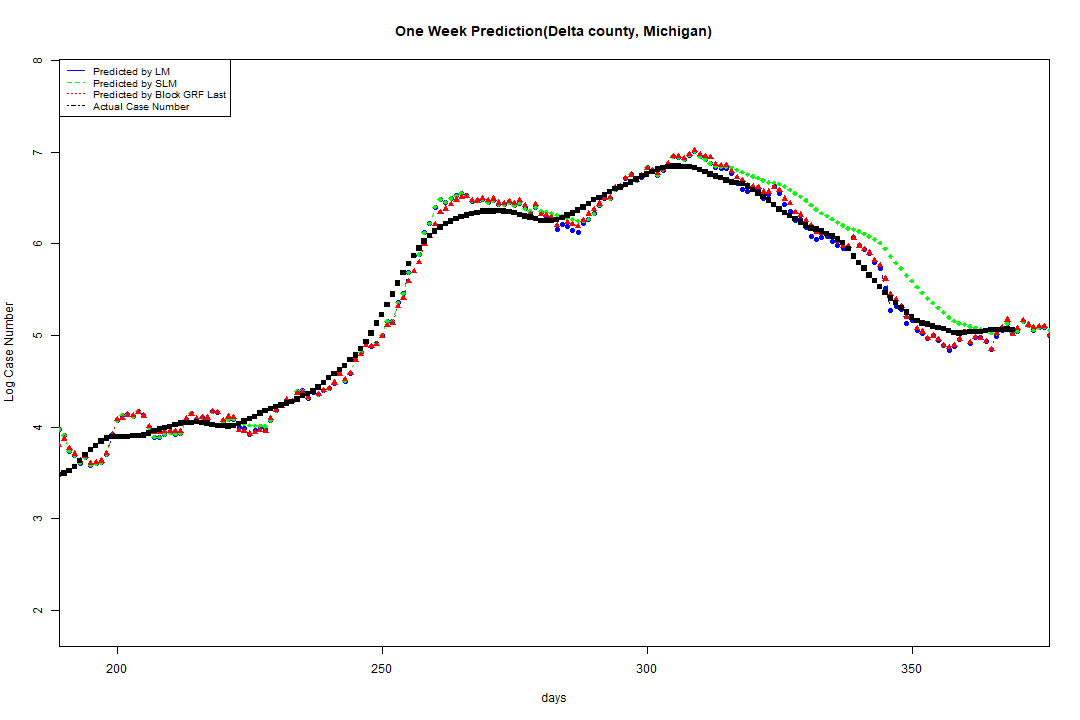 One Week Prediction(Delta county, Michigan)
Predicted by LM
Predicted by SLM
Predicted by Block GRF Last
Actual Case Number
8
7
6
5
4
3
2
Log Case Number
200
250
300
350
days